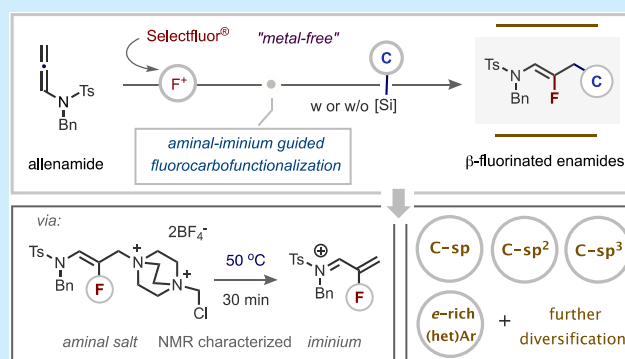 Selectfluor®
"metal-free"
C
F⁺
Ts
N
Bn
w or w/o [Si]
Ts
N
Bn
F
C
allenamide
aminal-iminium guided
fluorocarbofunctionalization
β-fluorinated enamides
via:
2BF₄⁻
Ts
N
Bn
F
N
+
N
+
Cl
50 °C
30 min
Ts
N
⊕
Bn
F
aminal salt
NMR characterized
iminium
C-sp
C-sp²
C-sp³
e-rich
(het)Ar
+
further
diversification